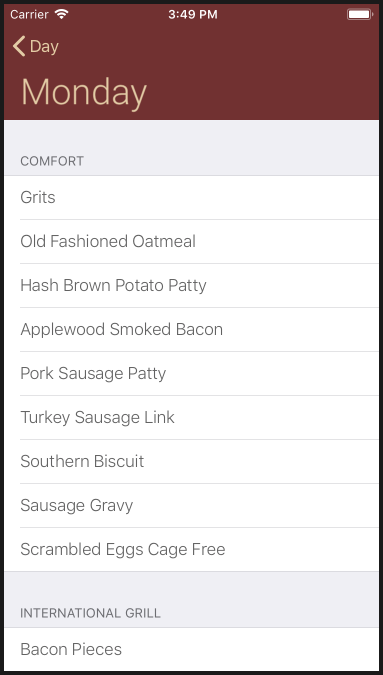 Carrier 3:49 PM
Day
Monday
COMFORT
Grits
Old Fashioned Oatmeal
Hash Brown Potato Patty
Applewood Smoked Bacon
Pork Sausage Patty
Turkey Sausage Link
Southern Biscuit
Sausage Gravy
Scrambled Eggs Cage Free
INTERNATIONAL GRILL
Bacon Pieces